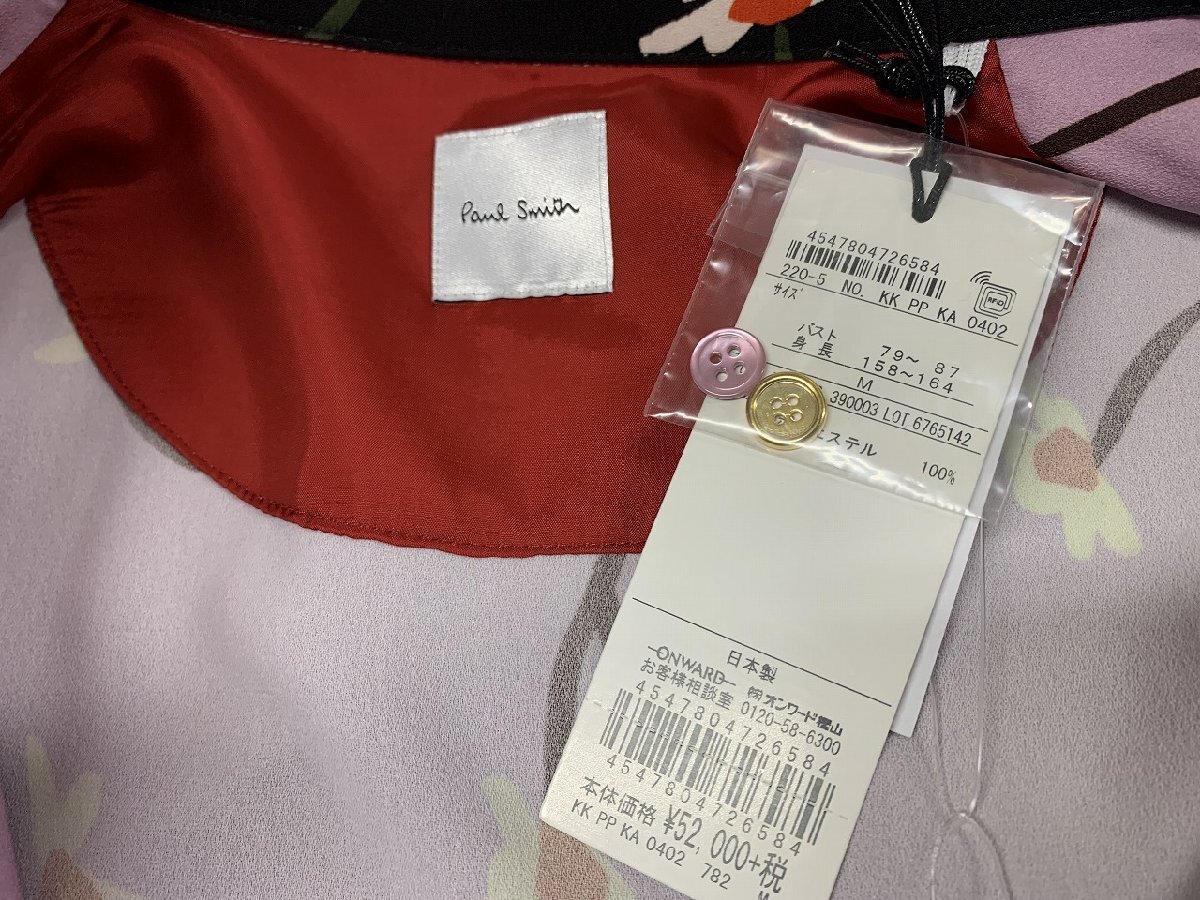 Paul Smith
4547804726584
220-5 NO. KK PP KA 0402
RFID
サイズ
バスト 79～ 87
身長 158～164
M
390003 LOT 6765142
エステル 100%
日本製
ONWARD ㈱オンワード樫山
お客様相談室 0120-58-6300
4547804726584
4547804726584
本体価格 ¥52,000+税
KK PP KA 0402 782 M